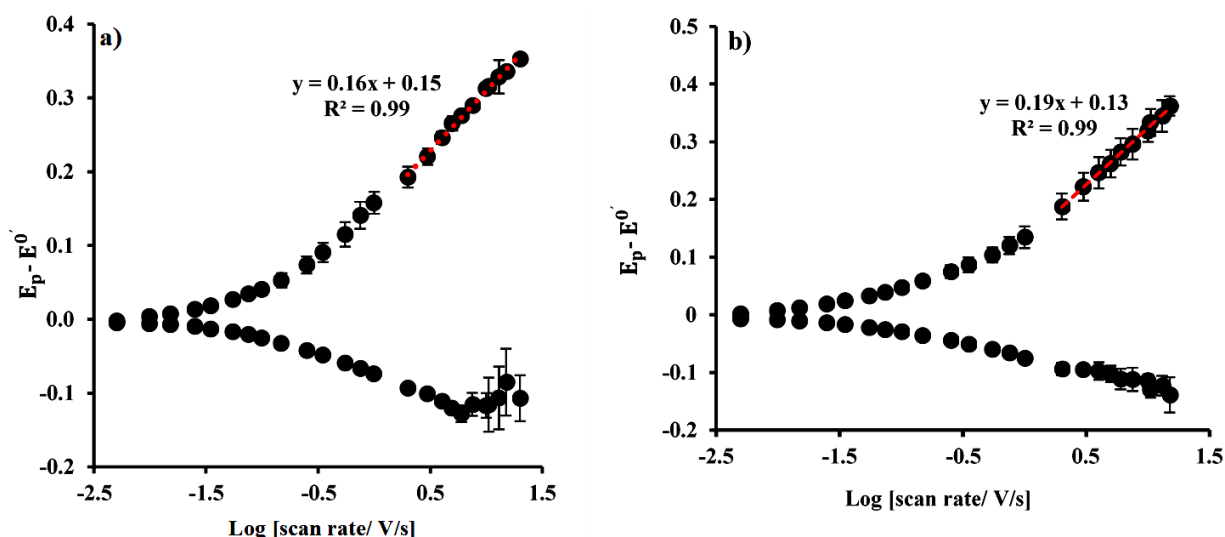 a)
y = 0.16x + 0.15
R² = 0.99
Ep - E0'
0.4
0.3
0.2
0.1
0.0
-0.1
-0.2
-2.5 -1.5 -0.5 0.5 1.5
Log [scan rate/ V/s]
b)
y = 0.19x + 0.13
R² = 0.99
Ep - E0'
0.5
0.4
0.3
0.2
0.1
0
-0.1
-0.2
-2.5 -1.5 -0.5 0.5 1.5
Log [scan rate/ V/s]